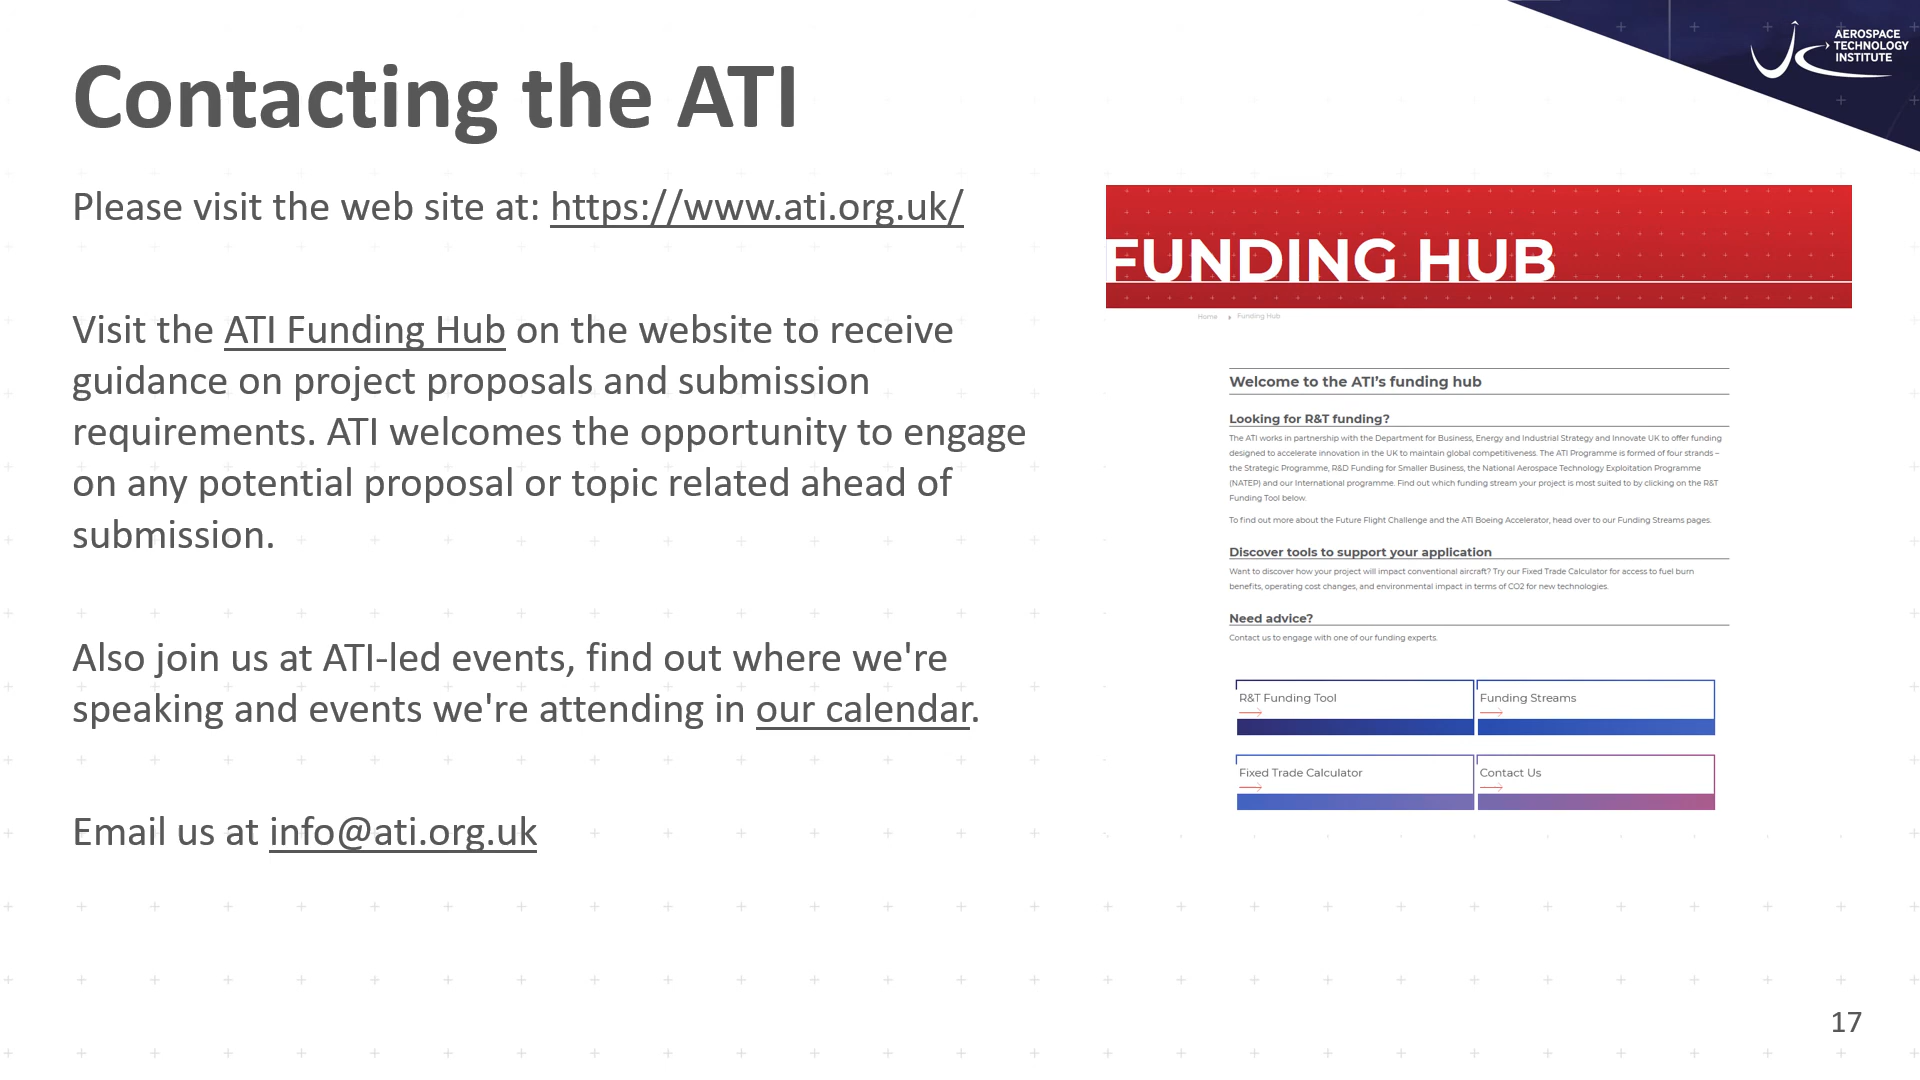 AEROSPACE
TECHNOLOGY
INSTITUTE
Contacting the ATI
Please visit the web site at: https://www.ati.org.uk/
Visit the ATI Funding Hub on the website to receive
guidance on project proposals and submission
requirements. ATI welcomes the opportunity to engage
on any potential proposal or topic related ahead of
submission.
Also join us at ATI-led events, find out where we're
speaking and events we're attending in our calendar.
Email us at info@ati.org.uk
FUNDING HUB
Home Funding Hub
Welcome to the ATI’s funding hub
Looking for R&T funding?
The ATI works in partnership with the Department for Business, Energy and Industrial Strategy and Innovate UK to offer funding
designed to accelerate innovation in the UK to maintain global competitiveness. The ATI Programme is formed of four strands –
the Strategic Programme, R&D Funding for Smaller Business, the National Aerospace Technology Exploitation Programme
(NATEP) and our International programme. Find out which funding stream your project is most suited to by clicking on the R&T
Funding Tool below.
To find out more about the Future Flight Challenge and the ATI Boeing Accelerator, head over to our Funding Streams pages.
Discover tools to support your application
Want to discover how your project will impact conventional aircraft? Try our Fixed Trade Calculator for access to fuel burn
benefits, operating cost changes, and environmental impact in terms of CO2 for new technologies.
Need advice?
Contact us to engage with one of our funding experts.
R&T Funding Tool
Funding Streams
Fixed Trade Calculator
Contact Us
17